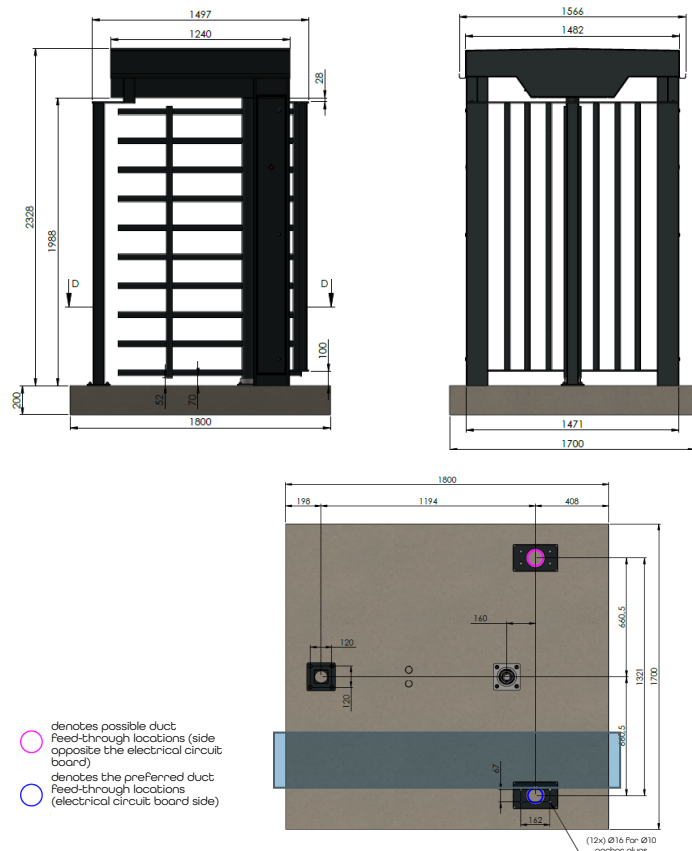 1497
1240
28
2328
1988
D
D
100
200
52
70
1800
1566
1482
1471
1700
1800
198
1194
408
160
120
120
660,5
1321
1700
660,5
67
162
denotes possible duct
feed-through locations (side
opposite the electrical circuit
board)
denotes the preferred duct
feed-through locations
(electrical circuit board side)
(12x) Ø16 for Ø10
anchor plugs